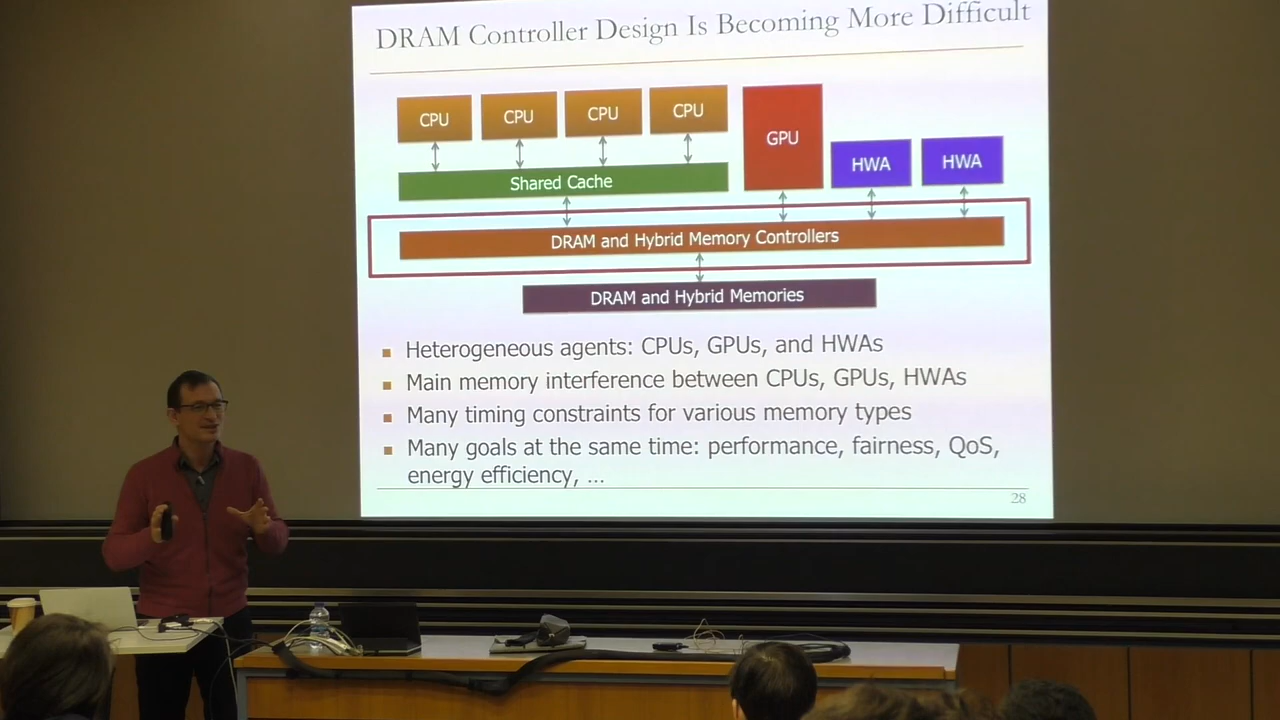 DRAM Controller Design Is Becoming More Difficult
CPU CPU CPU CPU
GPU
HWA HWA
Shared Cache
DRAM and Hybrid Memory Controllers
DRAM and Hybrid Memories
Heterogeneous agents: CPUs, GPUs, and HWAs
Main memory interference between CPUs, GPUs, HWAs
Many timing constraints for various memory types
Many goals at the same time: performance, fairness, QoS,
energy efficiency, ...
28